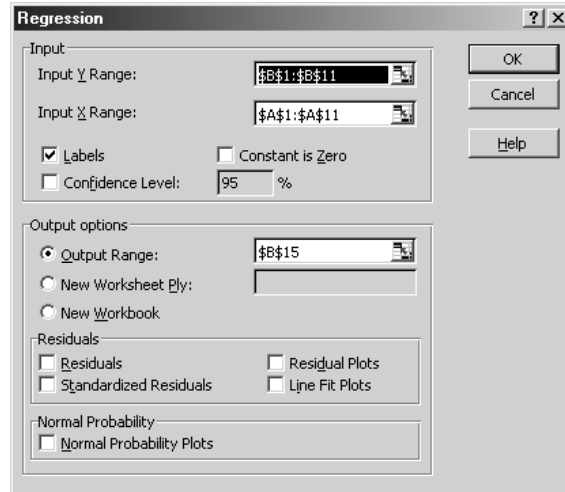 Regression
? ×
Input
Input Y Range:
$B$1:$B$11
Input X Range:
$A$1:$A$11
Labels
Constant is Zero
Confidence Level:
95 %
OK
Cancel
Help
Output options
Output Range:
$B$15
New Worksheet Ply:
New Workbook
Residuals
Residuals
Residual Plots
Standardized Residuals
Line Fit Plots
Normal Probability
Normal Probability Plots